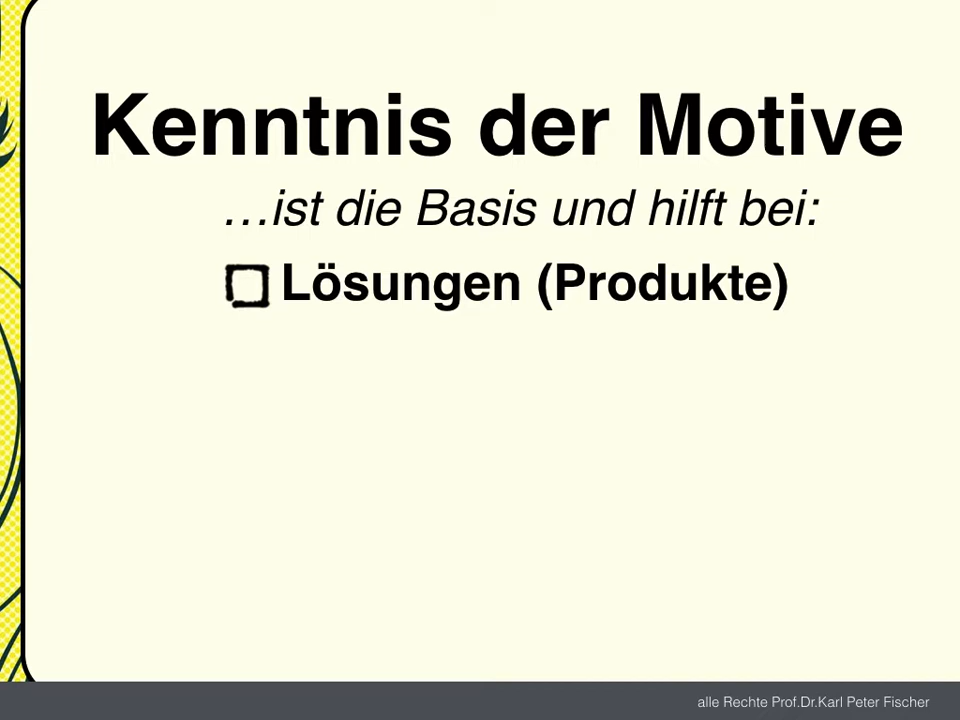 Kenntnis der Motive
…ist die Basis und hilft bei:
Lösungen (Produkte)
alle Rechte Prof.Dr.Karl Peter Fischer